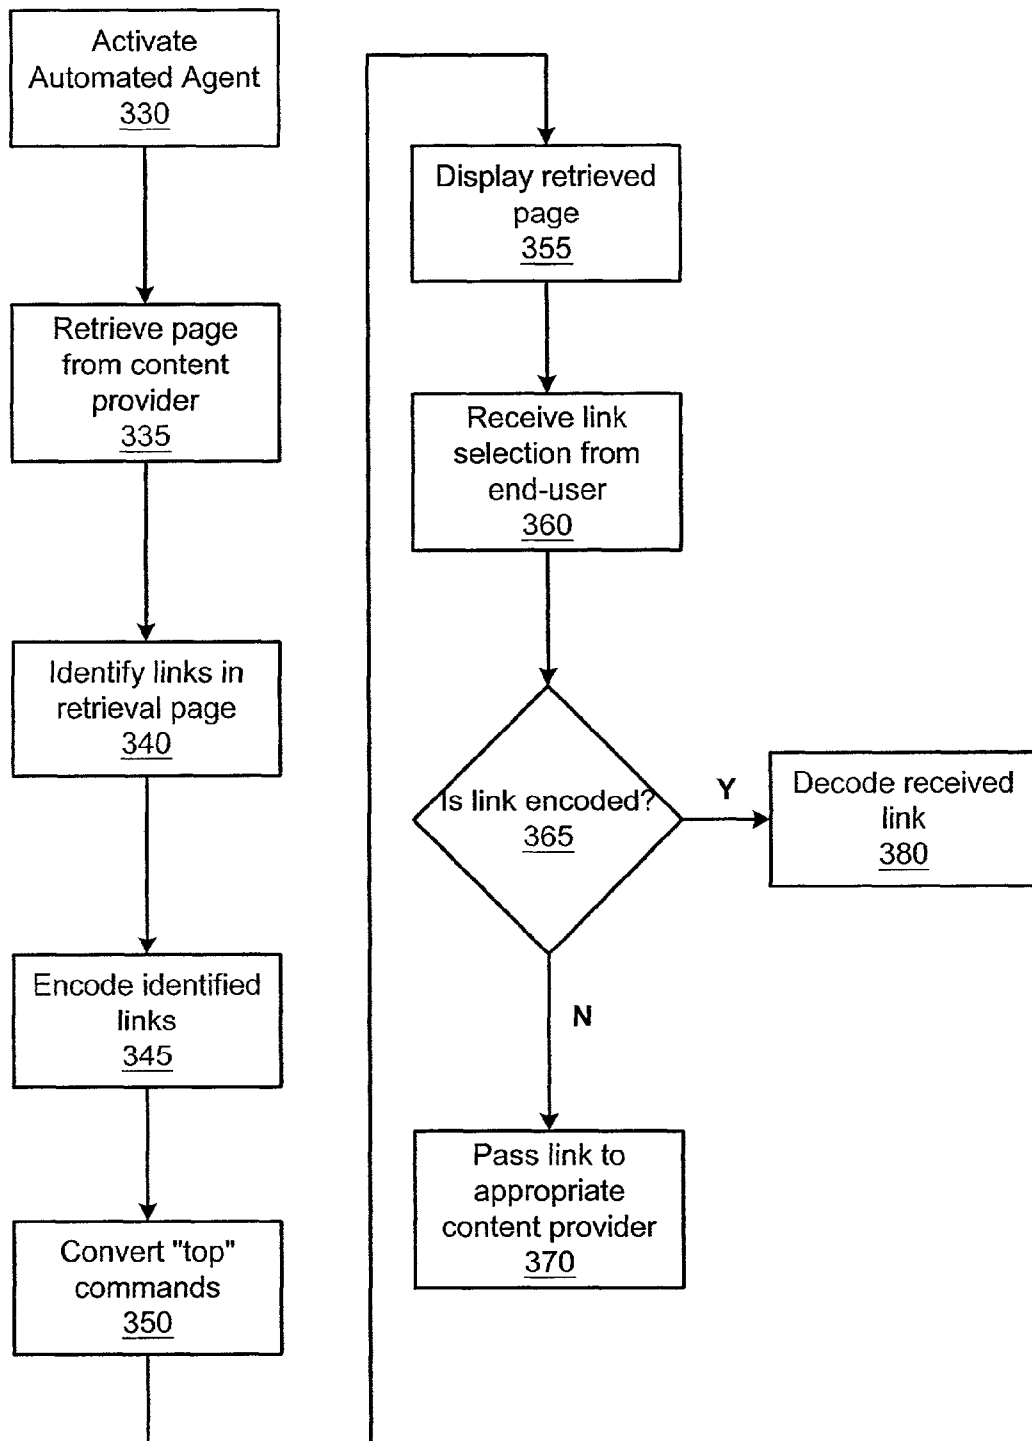 Activate
Automated Agent
330
Retrieve page
from content
provider
335
Identify links in
retrieval page
340
Encode identified
links
345
Convert "top"
commands
350
Display retrieved
page
355
Receive link
selection from
end-user
360
Is link encoded?
365
Y
Decode received
link
380
N
Pass link to
appropriate
content provider
370